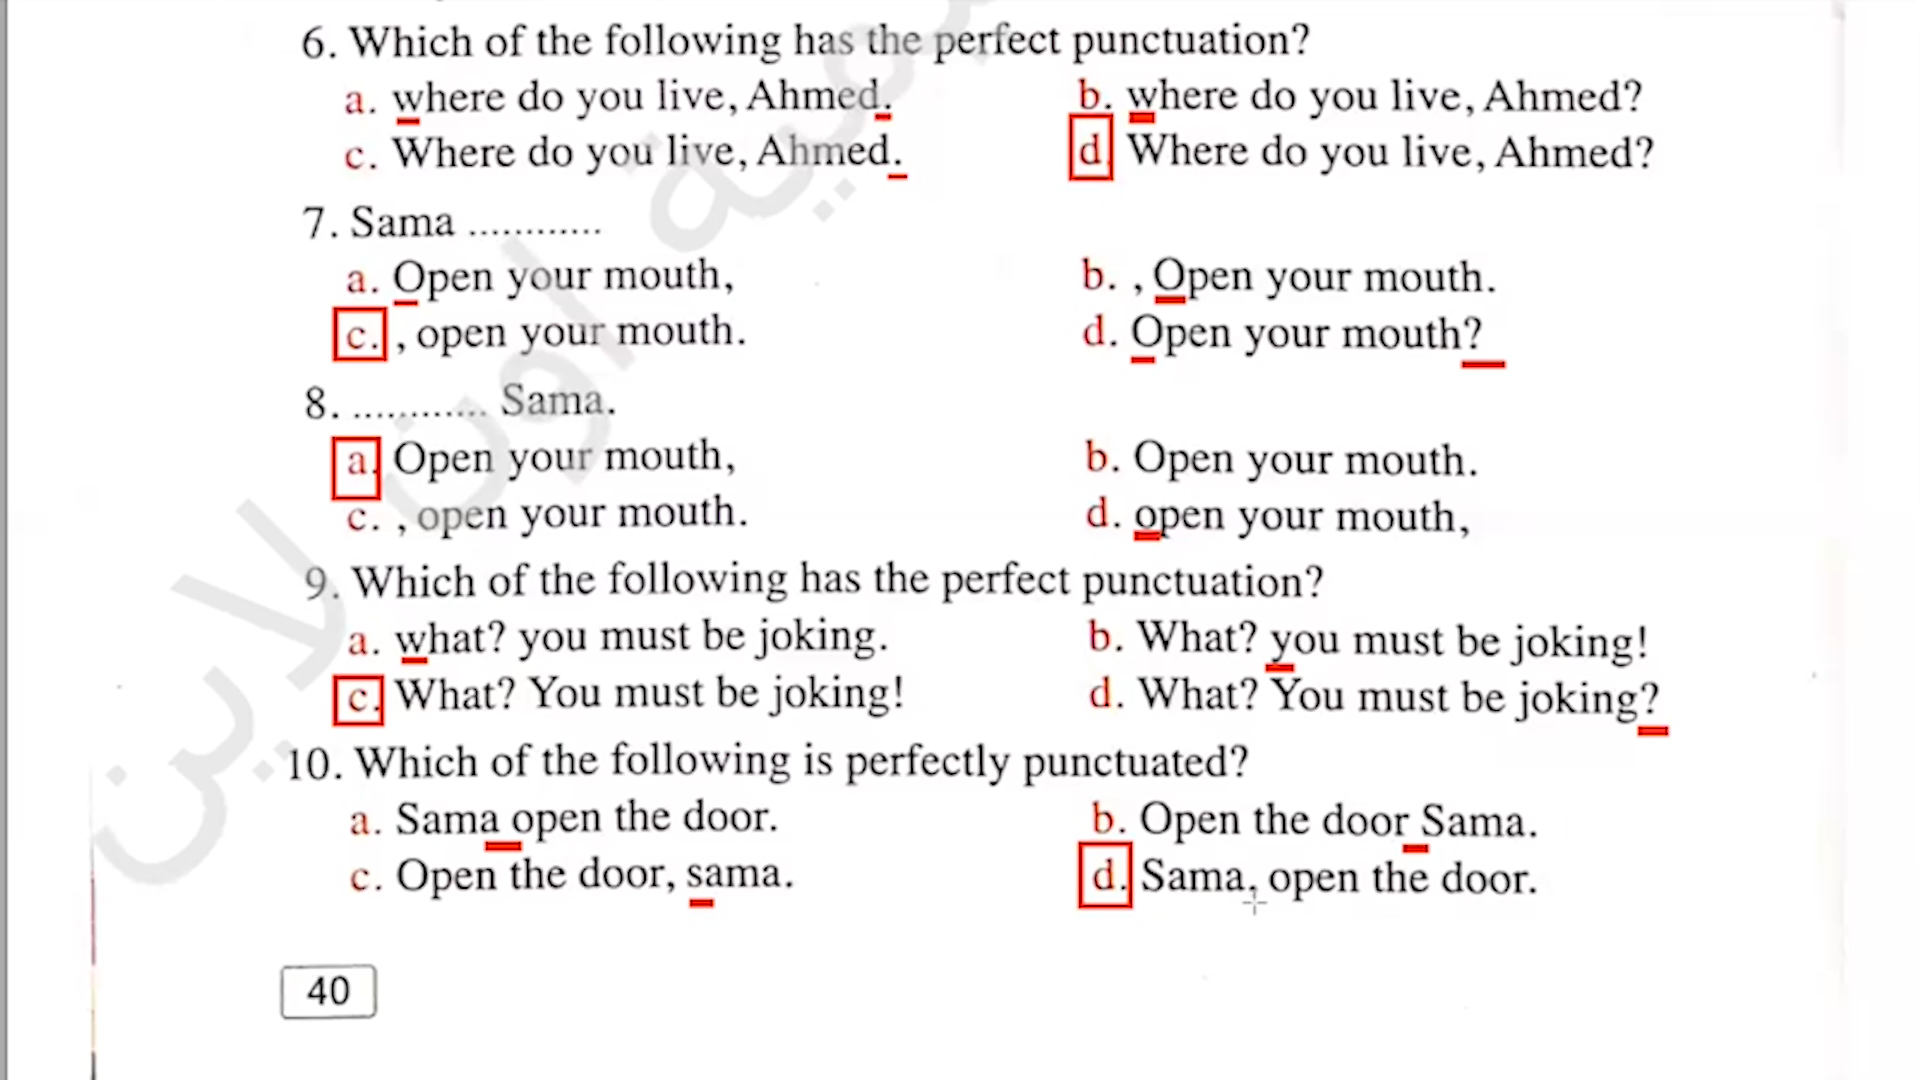 6. Which of the following has the perfect punctuation?
a. where do you live, Ahmed. b. where do you live, Ahmed?
c. Where do you live, Ahmed. d. Where do you live, Ahmed?
7. Sama ............
a. Open your mouth, b. , Open your mouth.
c. , open your mouth. d. Open your mouth?
8. ............ Sama.
a. Open your mouth, b. Open your mouth.
c. , open your mouth. d. open your mouth,
9. Which of the following has the perfect punctuation?
a. what? you must be joking. b. What? you must be joking!
c. What? You must be joking! d. What? You must be joking?
10. Which of the following is perfectly punctuated?
a. Sama open the door. b. Open the door Sama.
c. Open the door, sama. d. Sama, open the door.
40
اون لاين